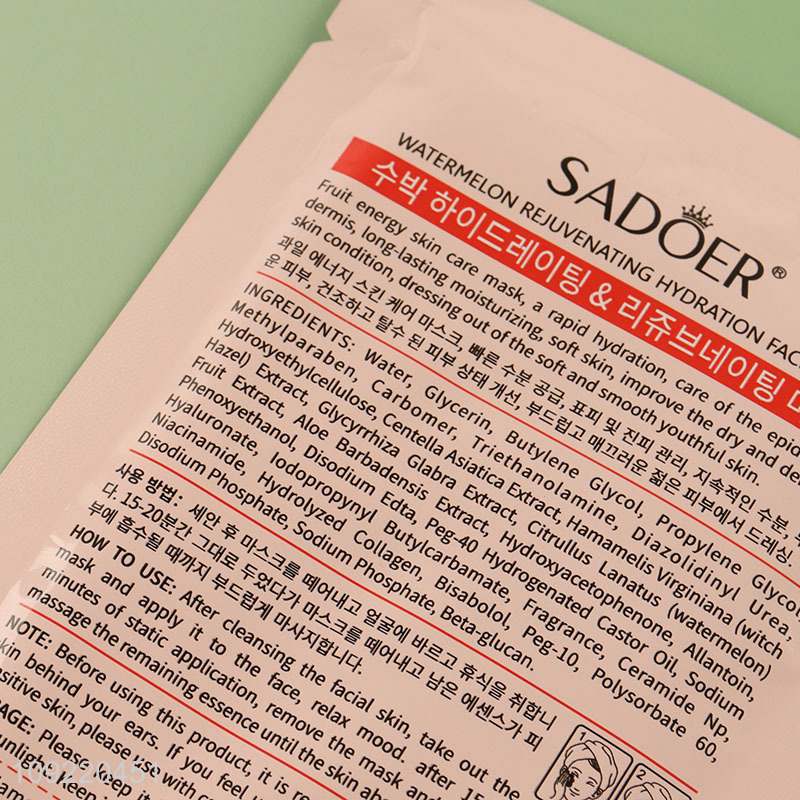 SADOER®
WATERMELON REJUVENATING HYDRATION FAC
수박 하이드레이팅 & 리쥬브네이팅
Fruit energy skin care mask, a rapid hydration, care of the epid
dermis, long-lasting moisturizing, soft skin, improve the dry and de
skin condition, dressing out of the soft and smooth youthful skin.
과일 에너지 스킨 케어 마스크, 빠른 수분 공급, 표피 및 진피 관리, 지속적인 수분,
운 피부, 건조하고 탈수 된 피부 상태 개선, 부드럽고 매끄러운 젊은 피부에서 드레싱.
INGREDIENTS: Water, Glycerin, Butylene Glycol, Propylene Glycol
Methylparaben, Carbomer, Triethanolamine, Diazolidinyl Urea,
Hydroxyethylcellulose, Centella Asiatica Extract, Hamamelis Virginiana (witch
Hazel) Extract, Glycyrrhiza Glabra Extract, Citrullus Lanatus (watermelon)
Fruit Extract, Aloe Barbadensis Extract, Hydroxyacetophenone, Allantoin,
Phenoxyethanol, Disodium Edta, Peg-40 Hydrogenated Castor Oil, Sodium
Hyaluronate, Iodopropynyl Butylcarbamate, Fragrance, Ceramide Np,
Niacinamide, Hydrolyzed Collagen, Bisabolol, Peg-10, Polysorbate 60,
Disodium Phosphate, Sodium Phosphate, Beta-glucan.
사용 방법: 세안 후 마스크를 떼어내고 얼굴에 바르고 휴식을 취합니
다. 15-20분간 그대로 두었다가 마스크를 떼어내고 남은 에센스가 피
부에 흡수될 때까지 부드럽게 마사지합니다.
HOW TO USE: After cleansing the facial skin, take out the
mask and apply it to the face, relax mood. after 15
minutes of static application, remove the mask and
massage the remaining essence until the skin abs
NOTE: Before using this product, it is re
skin behind your ears. If you feel
sitive skin, please
AGE: Please keep it
sunli
1
2
109220451